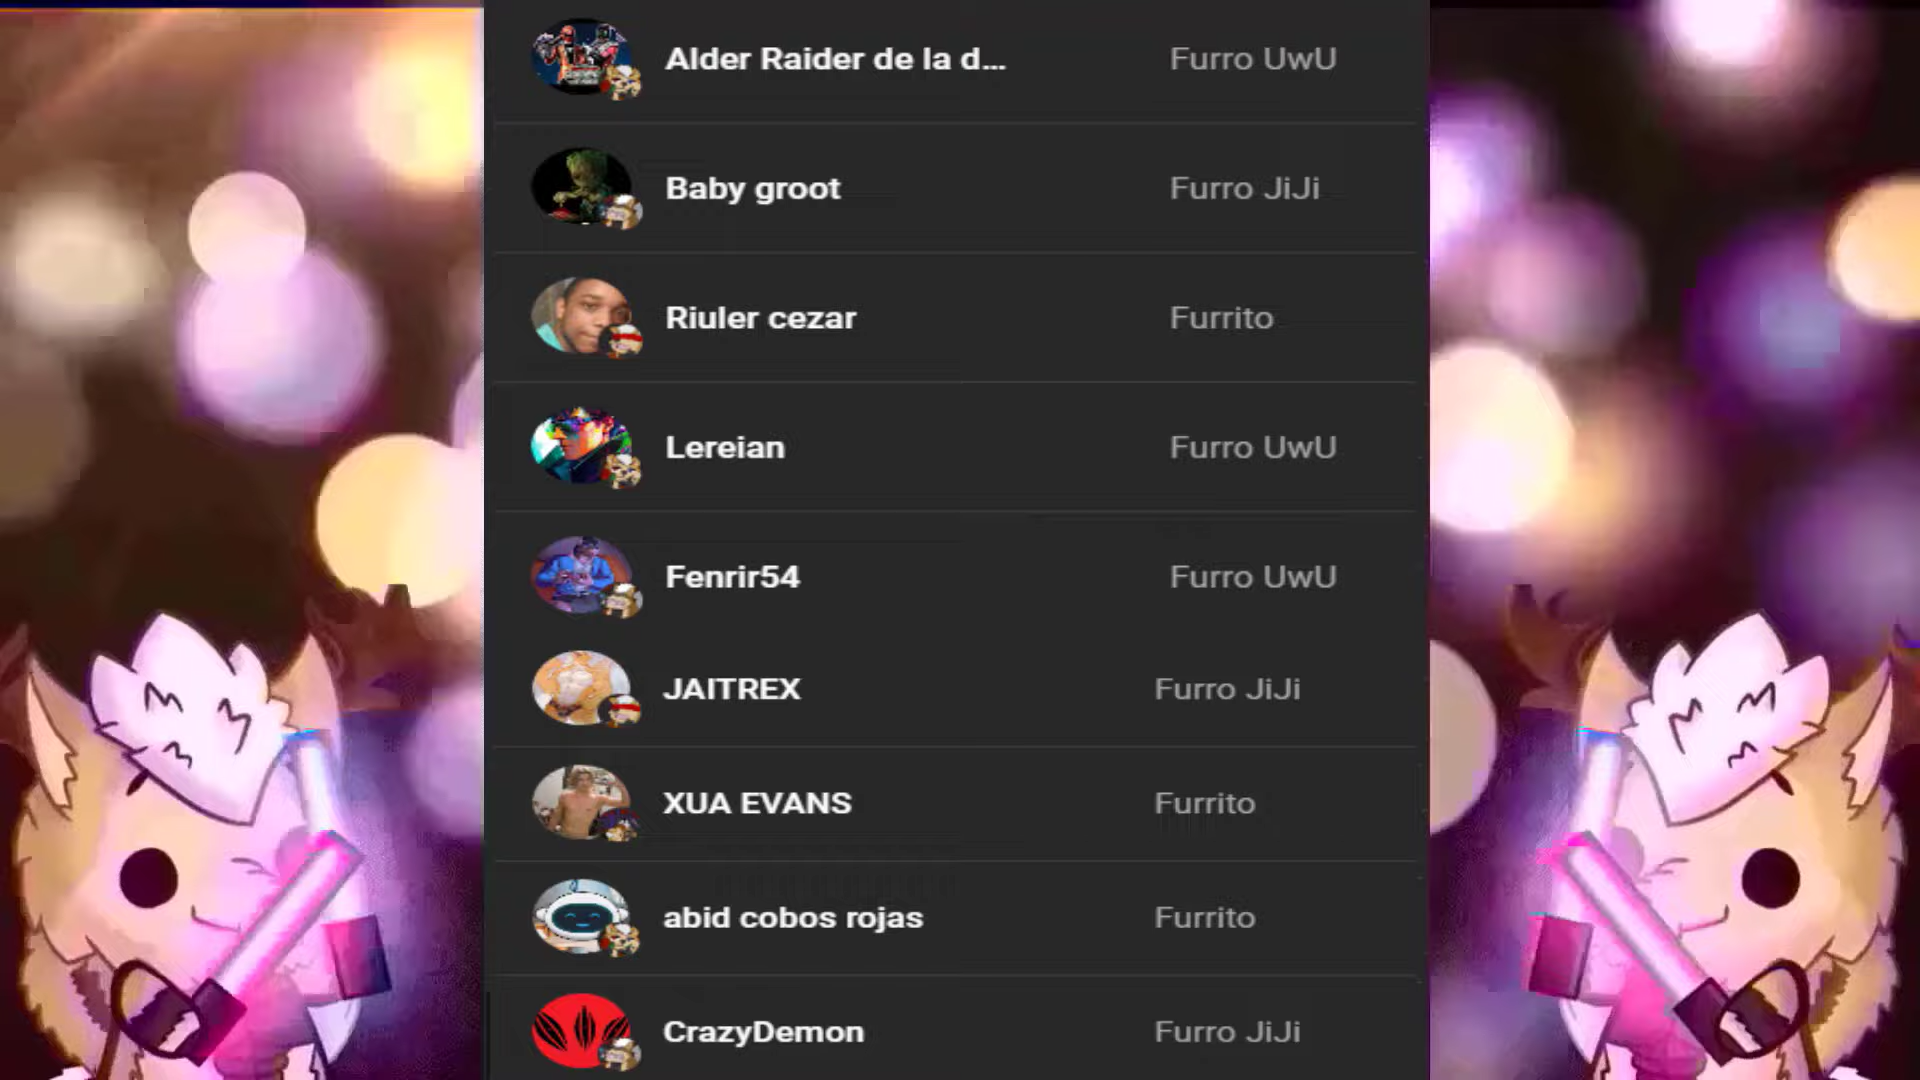 Alder Raider de la d... Furro UwU
Baby groot Furro JiJi
Riuler cezar Furrito
Lereian Furro UwU
Fenrir54 Furro UwU
JAITREX Furro JiJi
XUA EVANS Furrito
abid cobos rojas Furrito
CrazyDemon Furro JiJi